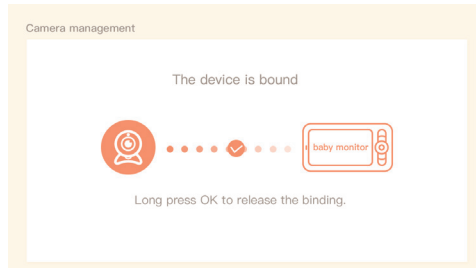 Camera management
The device is bound
baby monitor
Long press OK to release the binding.